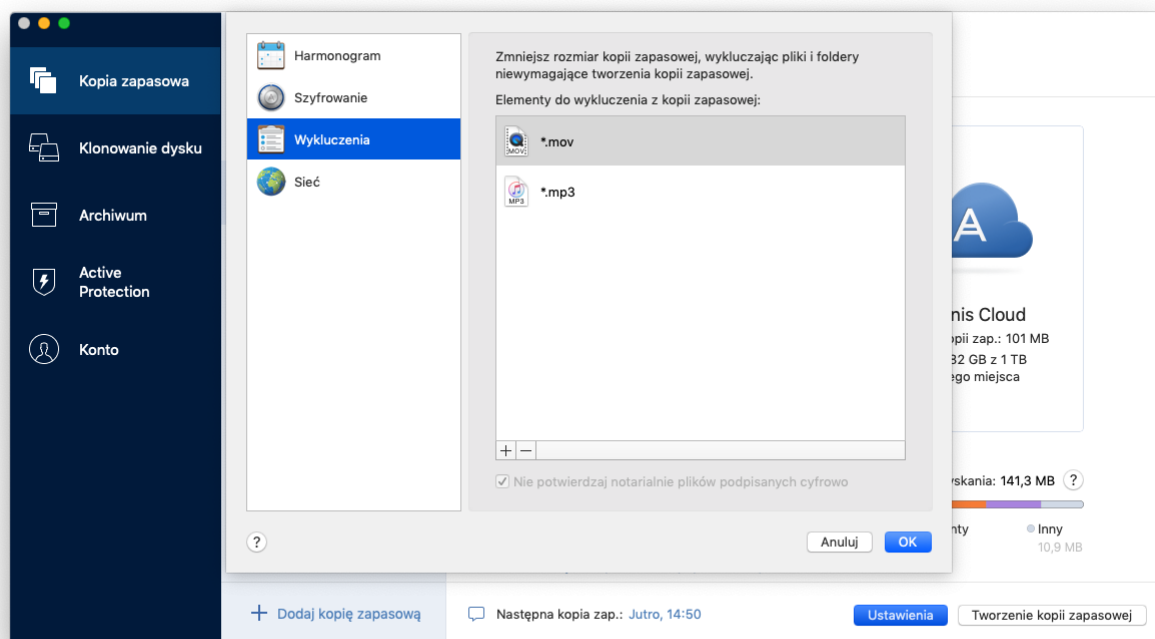 Kopia zapasowa
Klonowanie dysku
Archiwum
Active
Protection
Konto
Harmonogram
Szyfrowanie
Wykluczenia
Sieć
Zmniejsz rozmiar kopii zapasowej, wykluczając pliki i foldery
niewymagające tworzenia kopii zapasowej.
Elementy do wykluczenia z kopii zapasowej:
MOV
*.mov
MP3
*.mp3
+ −
Nie potwierdzaj notarialnie plików podpisanych cyfrowo
?
Anuluj
OK
A
nis Cloud
opii zap.: 101 MB
32 GB z 1 TB
ego miejsca
yskania: 141,3 MB ?
nty
Inny
10,9 MB
+ Dodaj kopię zapasową
Następna kopia zap.: Jutro, 14:50
Ustawienia
Tworzenie kopii zapasowej